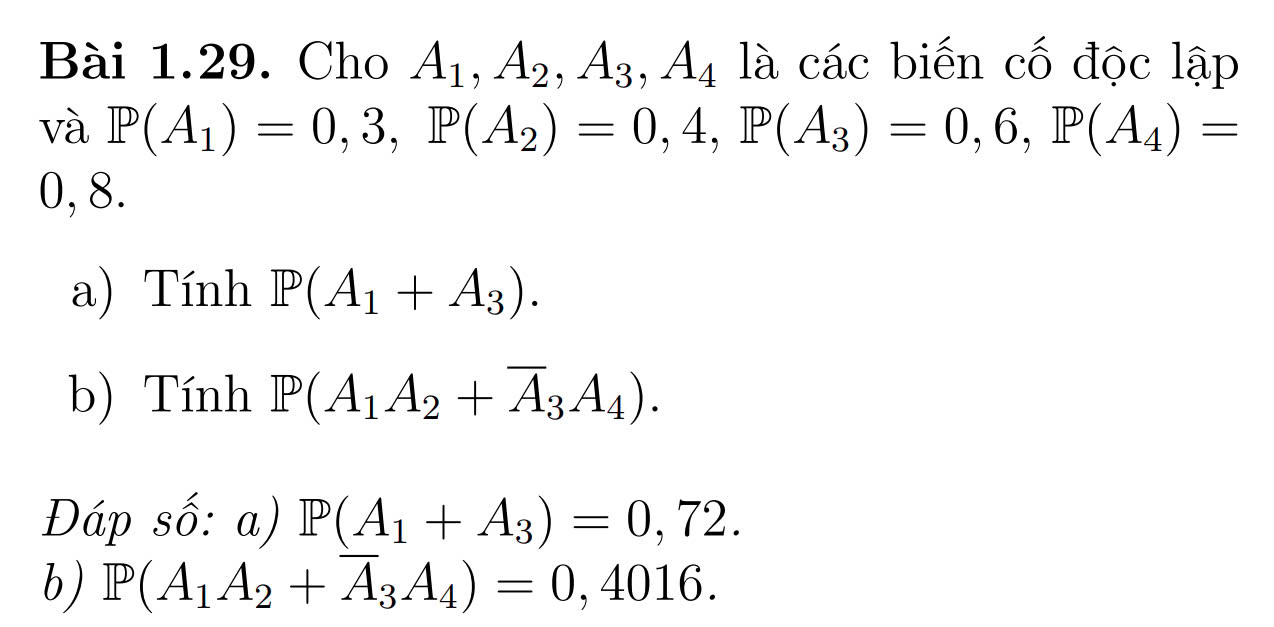 Bài 1.29. Cho A₁, A₂, A₃, A₄ là các biến cố độc lập
và ℙ(A₁) = 0, 3, ℙ(A₂) = 0, 4, ℙ(A₃) = 0, 6, ℙ(A₄) =
0, 8.
a) Tính ℙ(A₁ + A₃).
b) Tính ℙ(A₁A₂ + A̅₃A₄).
Đáp số: a) ℙ(A₁ + A₃) = 0, 72.
b) ℙ(A₁A₂ + A̅₃A₄) = 0, 4016.